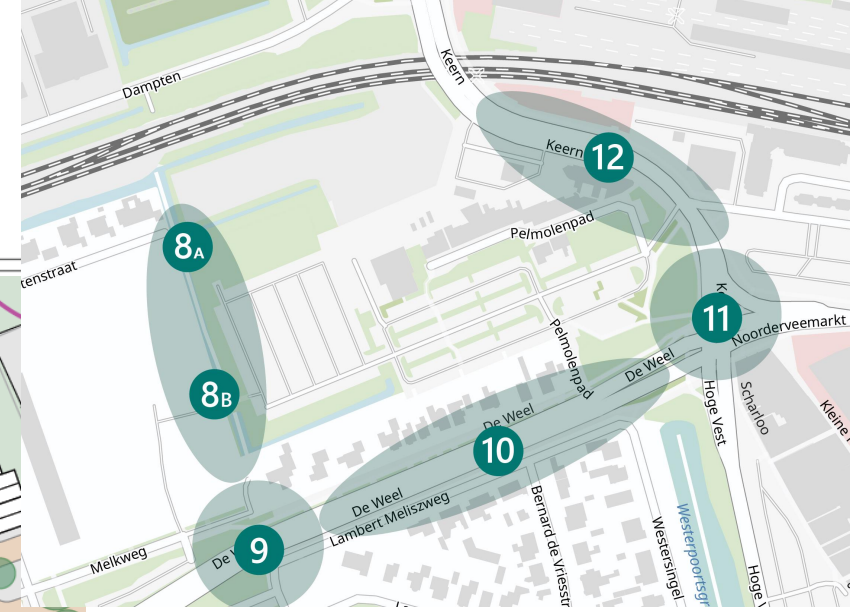 Keern
Dampten
Keern
12
Pelmolenpad
8A
tenstraat
11
Noorderveemarkt
Pelmolenpad
De Weel
8B
Hoge Vest
Scharloo
De Weel
10
De Weel
Lambert Meliszweg
Bernard de Vriesstr
Westersingel
Westerpoortsgr
9
Melkweg
Hoge